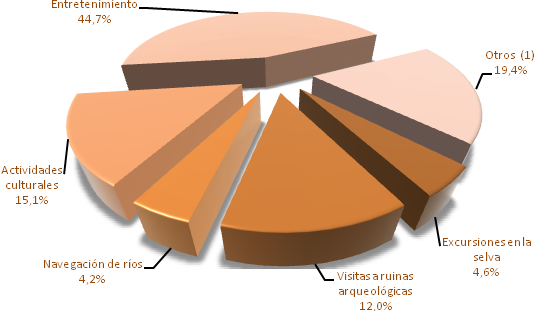 Entretenimiento
44,7%
Otros (1)
19,4%
Actividades
culturales
15,1%
Navegación de ríos
4,2%
Visitas a ruinas
arqueológicas
12,0%
Excursiones en la
selva
4,6%